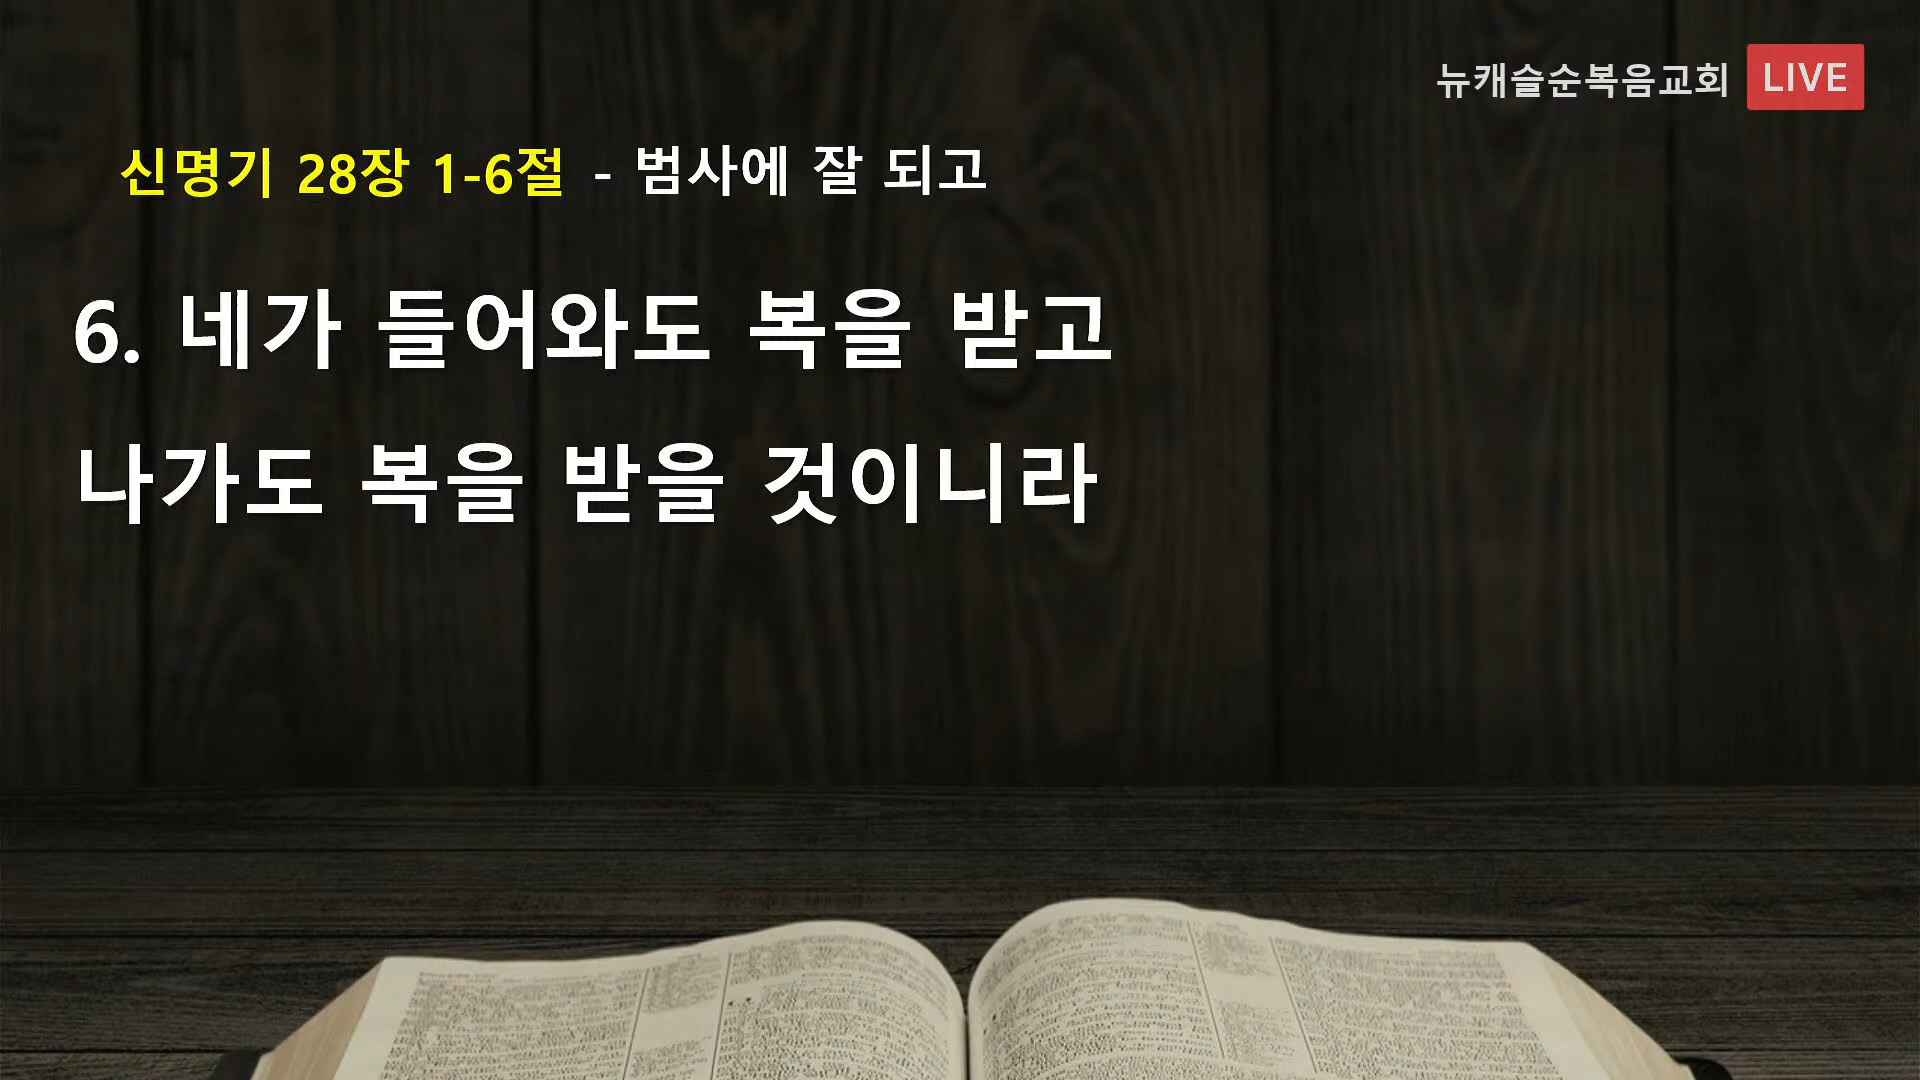 뉴캐슬순복음교회 LIVE
신명기 28장 1-6절 - 범사에 잘 되고
6. 네가 들어와도 복을 받고
나가도 복을 받을 것이니라